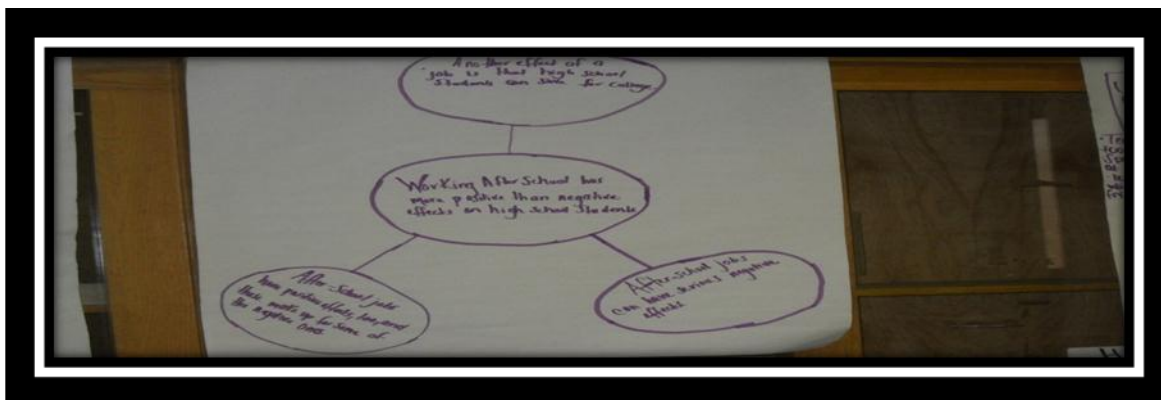 Another effect of a
job is that high school
students can save for College
Working After School has
more positive than negative
effects on high school students
After-School jobs
have positive effects, too, and
these make up for some of
the negative ones
After-school jobs
can have serious negative
effects